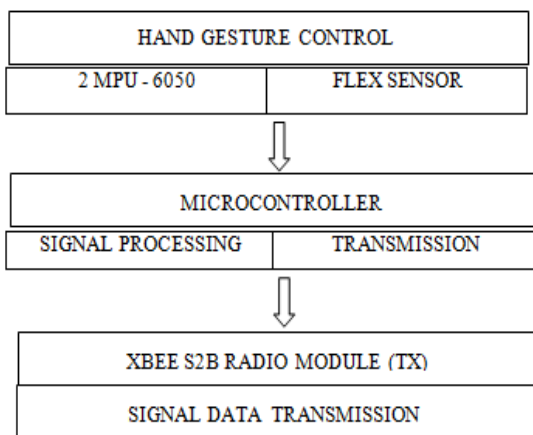 HAND GESTURE CONTROL
2 MPU - 6050 FLEX SENSOR
MICROCONTROLLER
SIGNAL PROCESSING TRANSMISSION
XBEE S2B RADIO MODULE (TX)
SIGNAL DATA TRANSMISSION